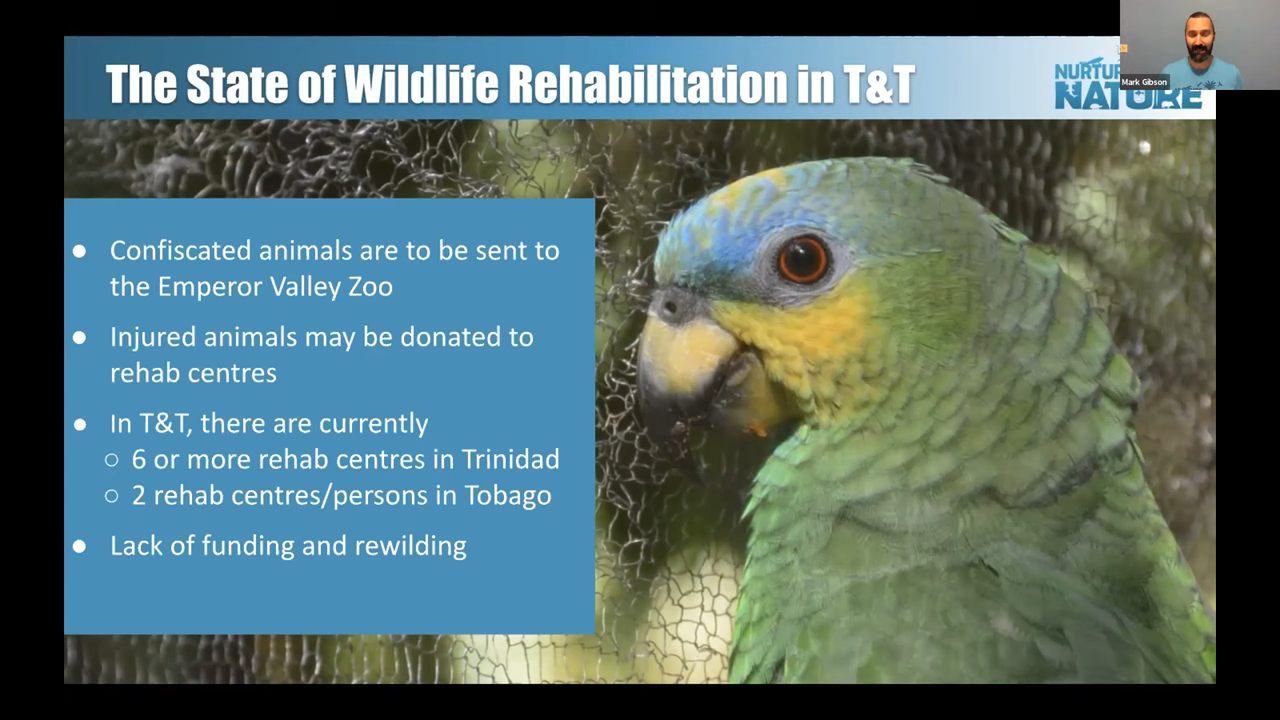 The State of Wildlife Rehabilitation in T&T
NATURE
Mark Gibson
● Confiscated animals are to be sent to
the Emperor Valley Zoo
● Injured animals may be donated to
rehab centres
● In T&T, there are currently
○ 6 or more rehab centres in Trinidad
○ 2 rehab centres/persons in Tobago
● Lack of funding and rewilding